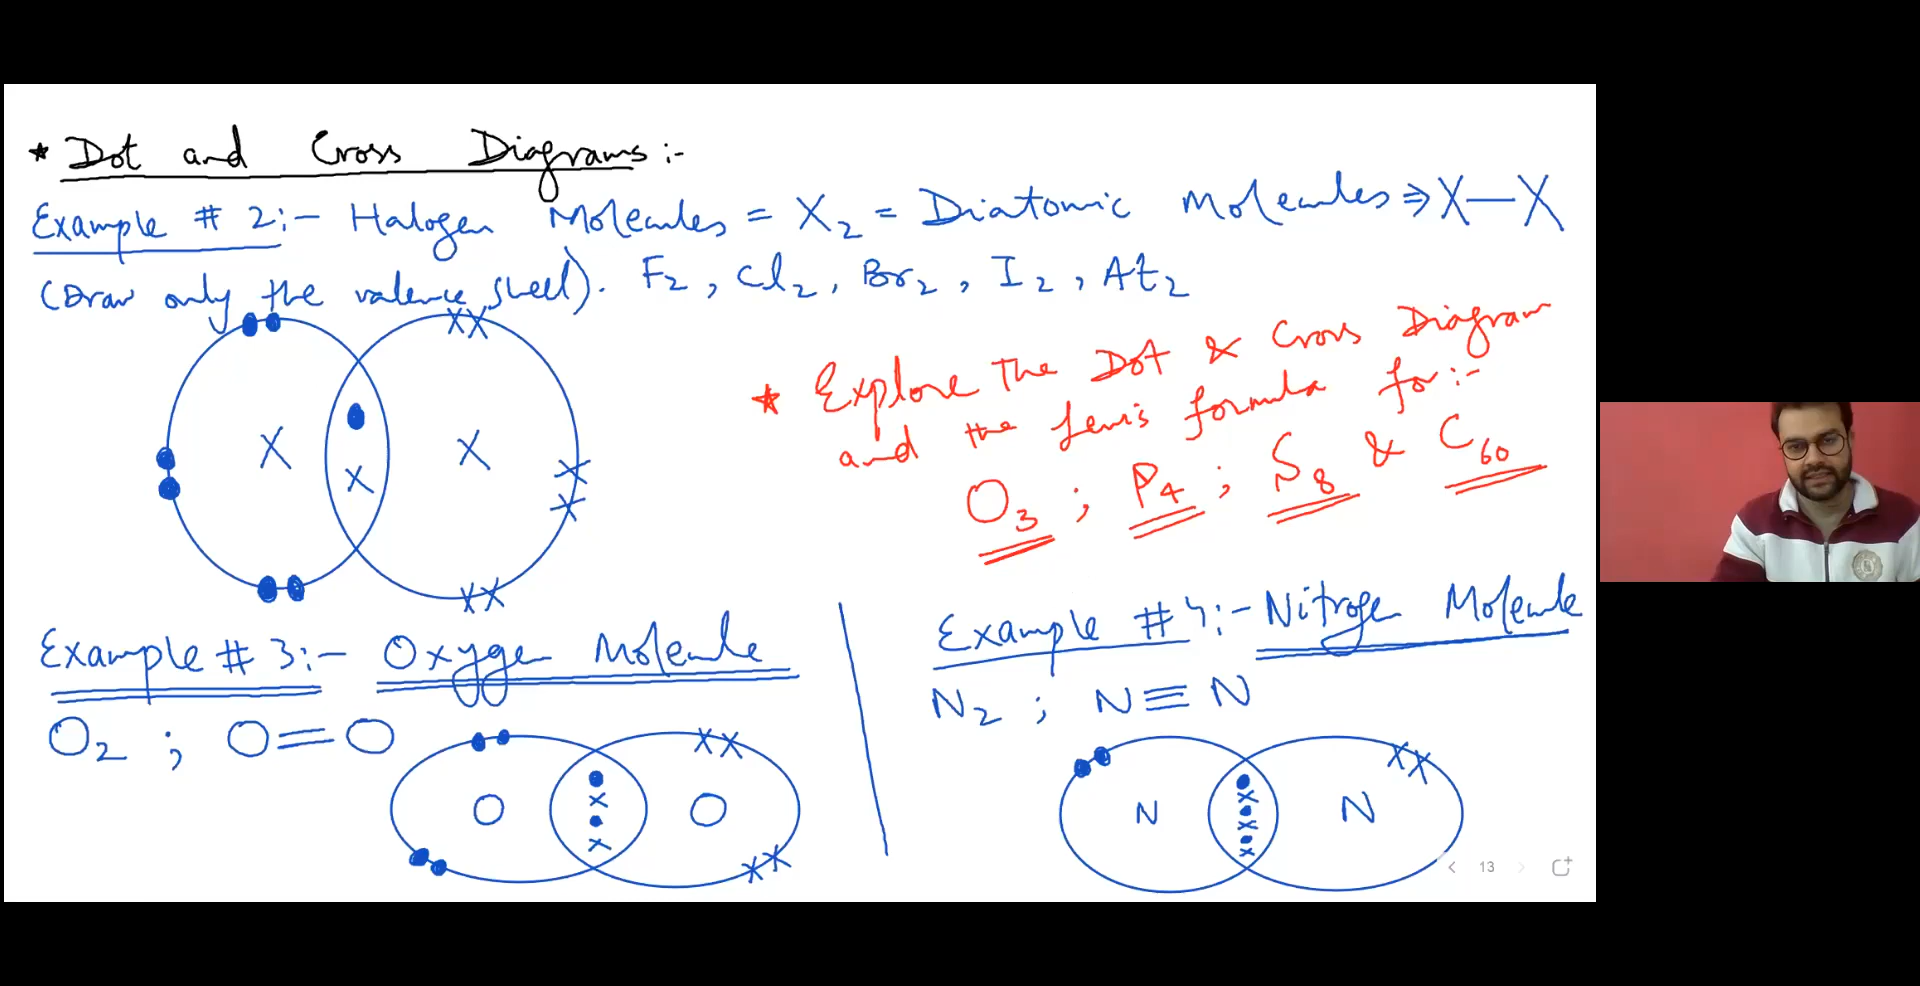 * Dot and Cross Diagrams :-
Example # 2:- Halogen Molecules = X₂ = Diatomic Molecules ⇒ X—X
(Draw only the valence shell). F₂, Cl₂, Br₂, I₂, At₂
* Explore the Dot & Cross Diagram
and the Lewis formula for:-
O₃ ; P₄ ; S₈ & C₆₀
X X
Example # 3:- Oxygen Molecule
O₂ ; O=O
O O
Example # 4:- Nitrogen Molecule
N₂ ; N≡N
N N
< 13 >